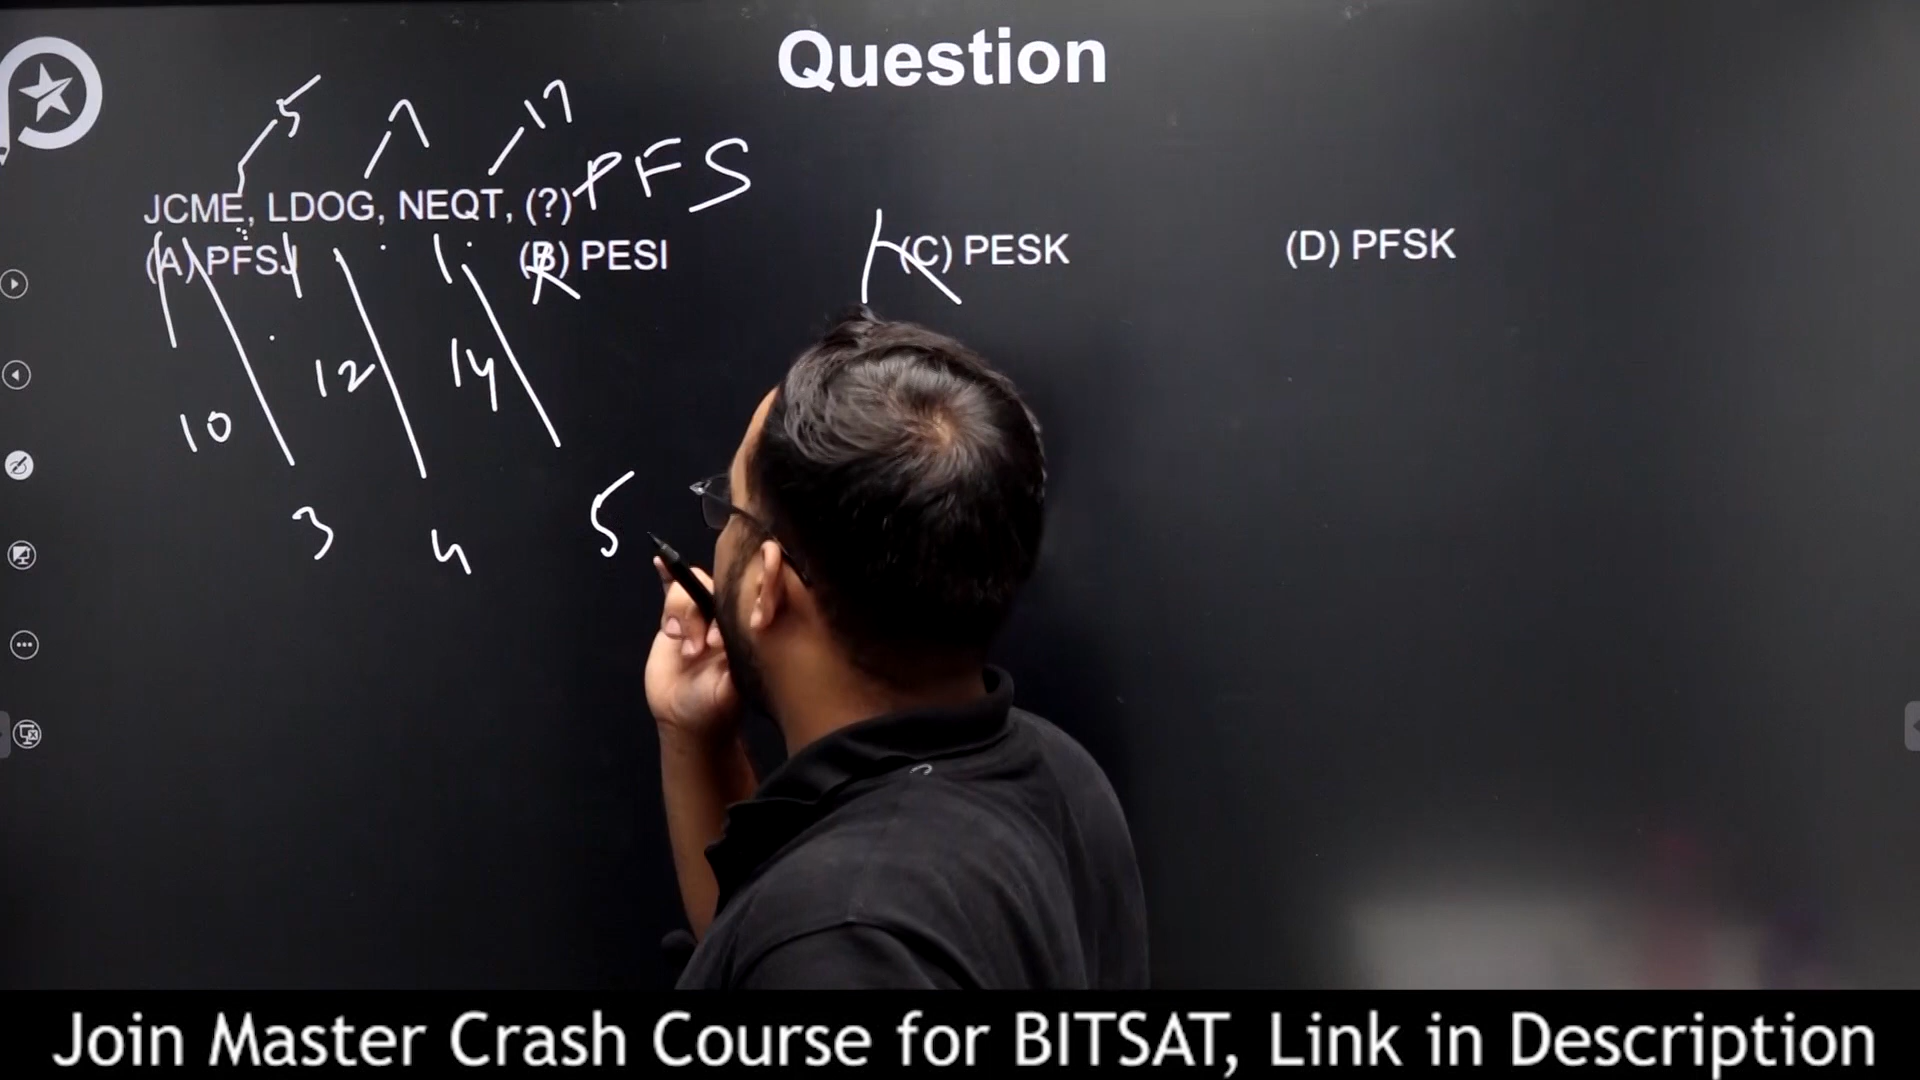 Question
5 7 17
PFS
JCME, LDOG, NEQT, (?)
(A) PFSJ (B) PESI (C) PESK (D) PFSK
10 12 14
3 4 5
Join Master Crash Course for BITSAT, Link in Description